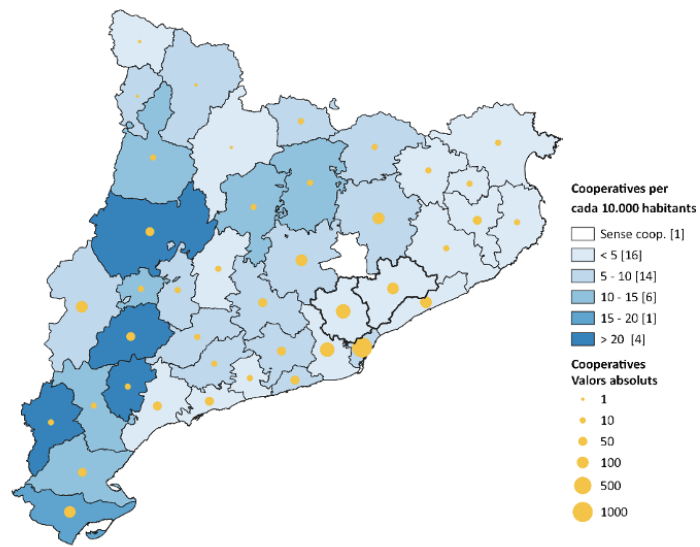 Cooperatives per
cada 10.000 habitants
Sense coop. [1]
< 5 [16]
5 - 10 [14]
10 - 15 [6]
15 - 20 [1]
> 20 [4]
Cooperatives
Valors absoluts
1
10
50
100
500
1000